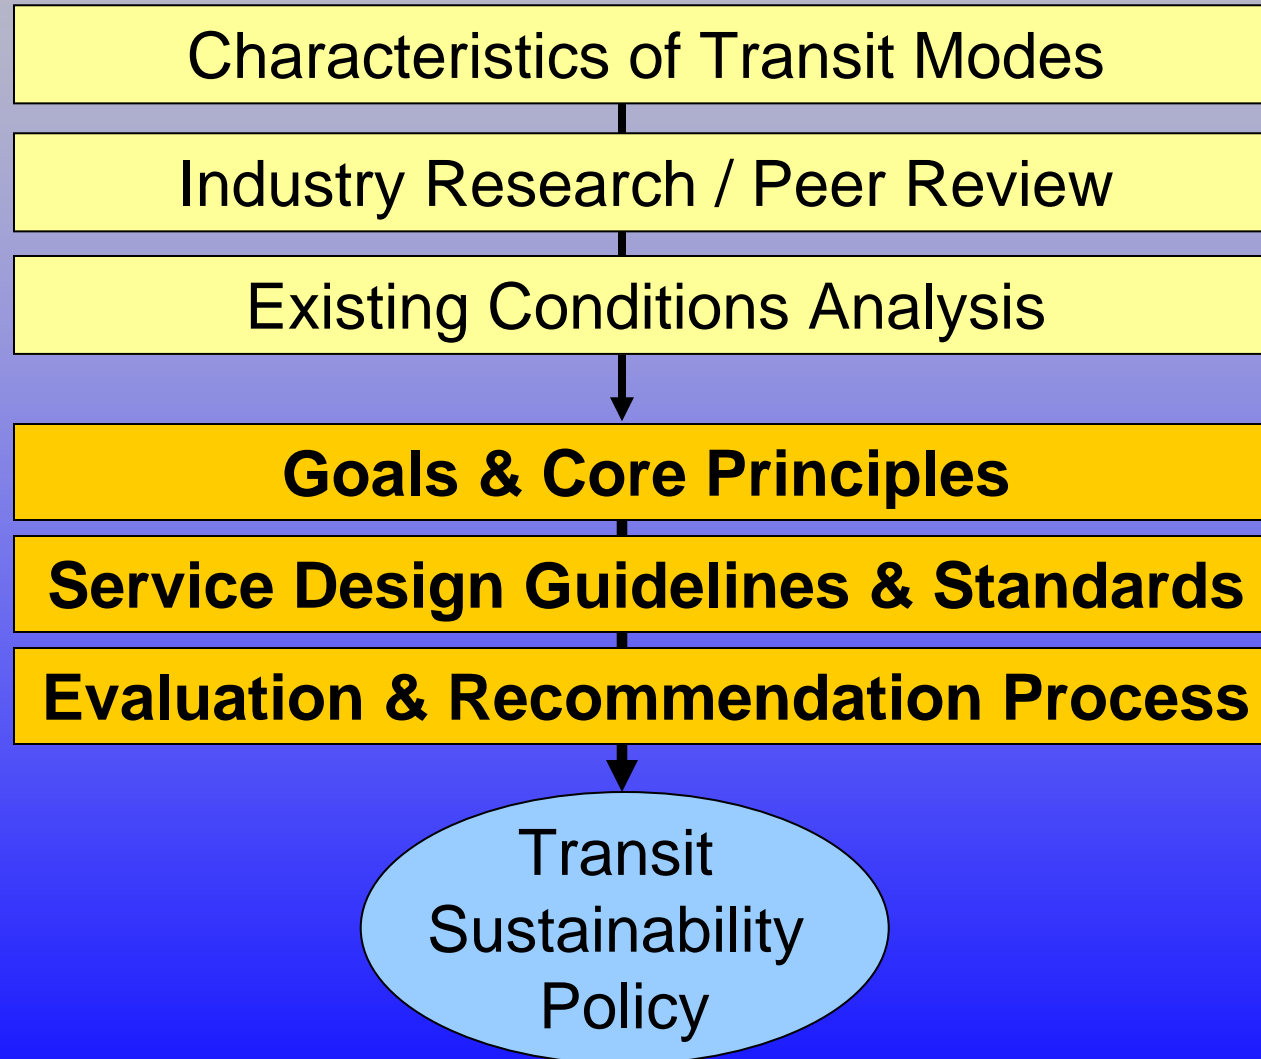 Characteristics of Transit Modes
Industry Research / Peer Review
Existing Conditions Analysis
Goals & Core Principles
Service Design Guidelines & Standards
Evaluation & Recommendation Process
Transit
Sustainability
Policy